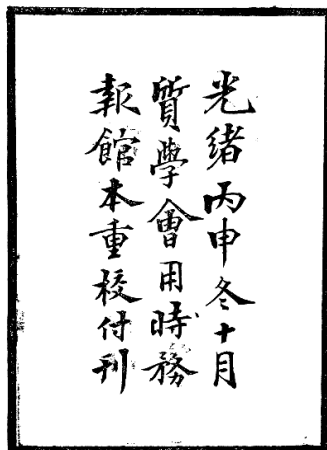 光緒丙申冬十月
質學會用時務
報館本重校付刊